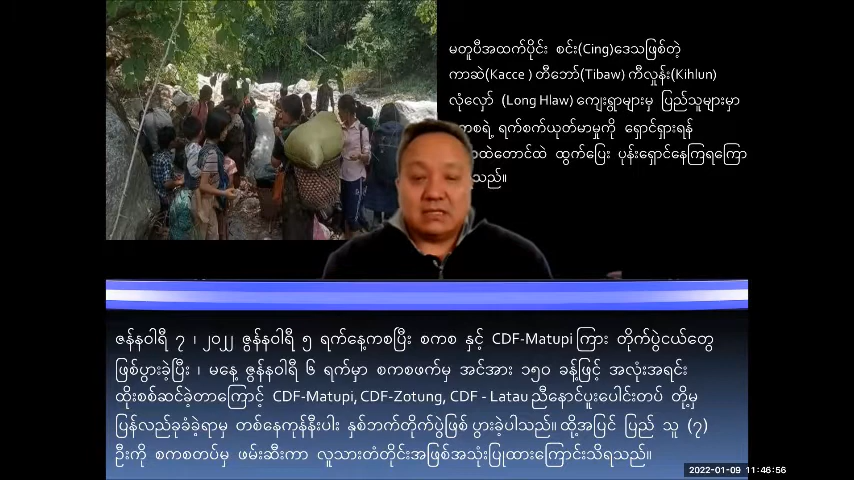 မတူပီအထက်ပိုင်း စင်း(Cing)ဒေသဖြစ်တဲ့
ကာဆဲ(Kacce ) တီဘော်(Tibaw) ကီလှုန်း(Kihlun)
လုံလှော် (Long Hlaw) ကျေးရွာများမှ ပြည်သူများမှာ
ရက်စက်ယုတ်မာမှုကို ရှောင်ရှားရန်
ထွက်ပြေး ပုန်းရှောင်နေကြရကြော
သည်။
ဇန်နဝါရီ ၇ ၊ ၂၀၂၂ ဇွန်နဝါရီ ၅ ရက်နေ့ကစပြီး စကစ နှင့် CDF-Matupi ကြား တိုက်ပွဲငယ်တွေ
ဖြစ်ပွားခဲ့ပြီး ၊ မနေ့ ဇွန်နဝါရီ ၆ ရက်မှာ စကစဖက်မှ အင်အား ၁၅၀ ခန့်ဖြင့် အလုံးအရင်း
ထိုးစစ်ဆင်ခဲ့တာကြောင့် CDF-Matupi, CDF-Zotung, CDF - Latau ညီနောင်ပူးပေါင်းတပ် တို့မှ
ပြန်လည်ခုခံခဲ့ရာမှ တစ်နေကုန်နီးပါး နှစ်ဘက်တိုက်ပွဲဖြစ် ပွားခဲ့ပါသည်။ ထို့အပြင် ပြည် သူ (၇)
ဦးကို စကစတပ်မှ ဖမ်းဆီးကာ လူသားတံတိုင်းအဖြစ်အသုံးပြုထားကြောင်းသိရသည်။
2022-01-09 11:46:56